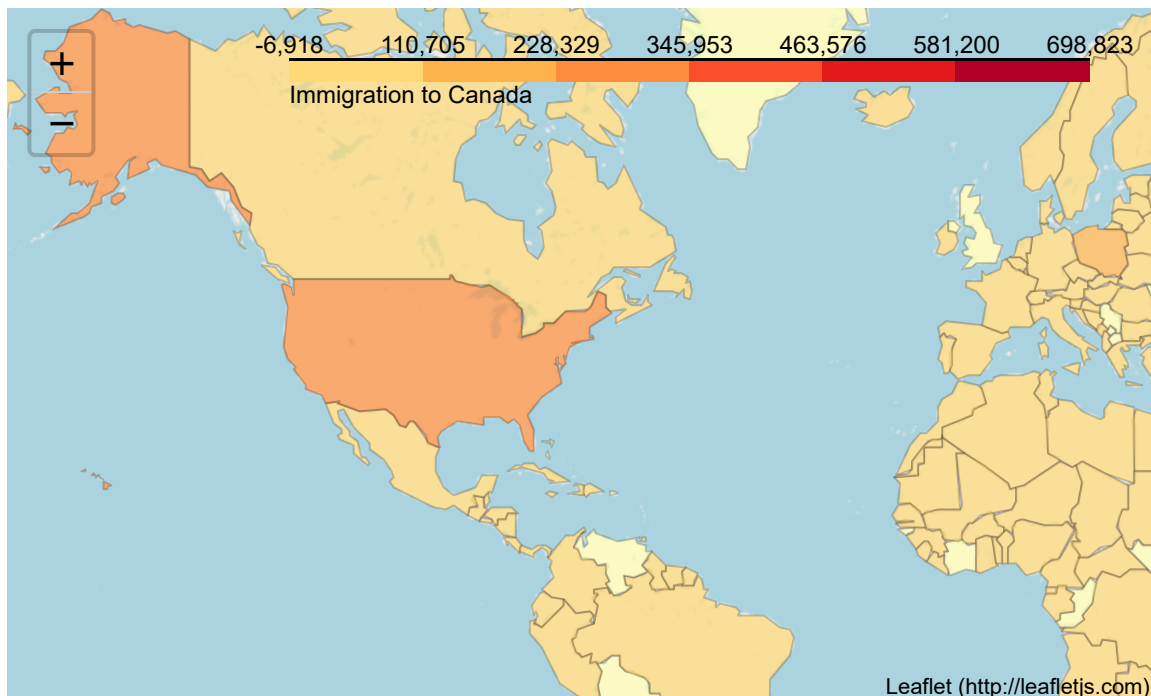 +
−
-6,918 110,705 228,329 345,953 463,576 581,200 698,823
Immigration to Canada
Leaflet (http://leafletjs.com)